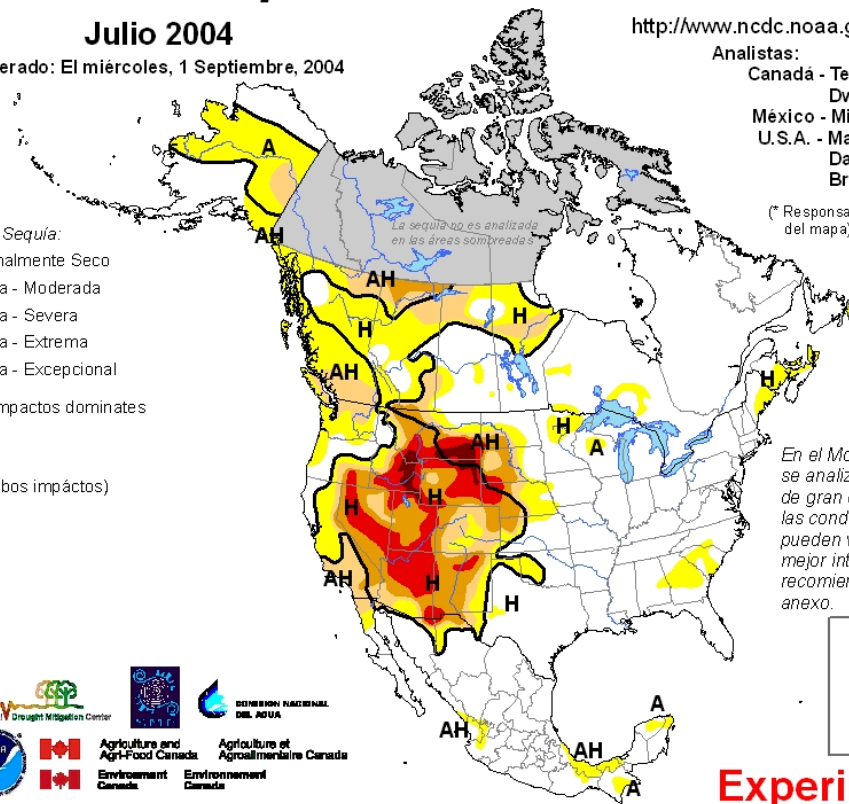 Julio 2004
erado: El miércoles, 1 Septiembre, 2004
http://www.ncdc.noaa.g
Analistas:
Canadá - Te
Dv
México - Mi
U.S.A. - Ma
Da
Br
(* Responsa
del mapa)
Sequía:
nalmente Seco
a - Moderada
a - Severa
a - Extrema
a - Excepcional
mpactos dominates
bos impáctos)
La sequía no es analizada
en las áreas sombreadas
A
AH
AH
H
H
AH
H
H
A
AH
H
H
AH
H
H
En el Mo
se analiz
de gran
las cond
pueden v
mejor int
recomien
anexo.
A
AH
AH
A
Drought Mitigation Center
COMISION NACIONAL
DEL AGUA
Agriculture and
Agri-Food Canada
Agriculture et
Agroalimentaire Canada
Environment
Canada
Environnement
Canada
Experi